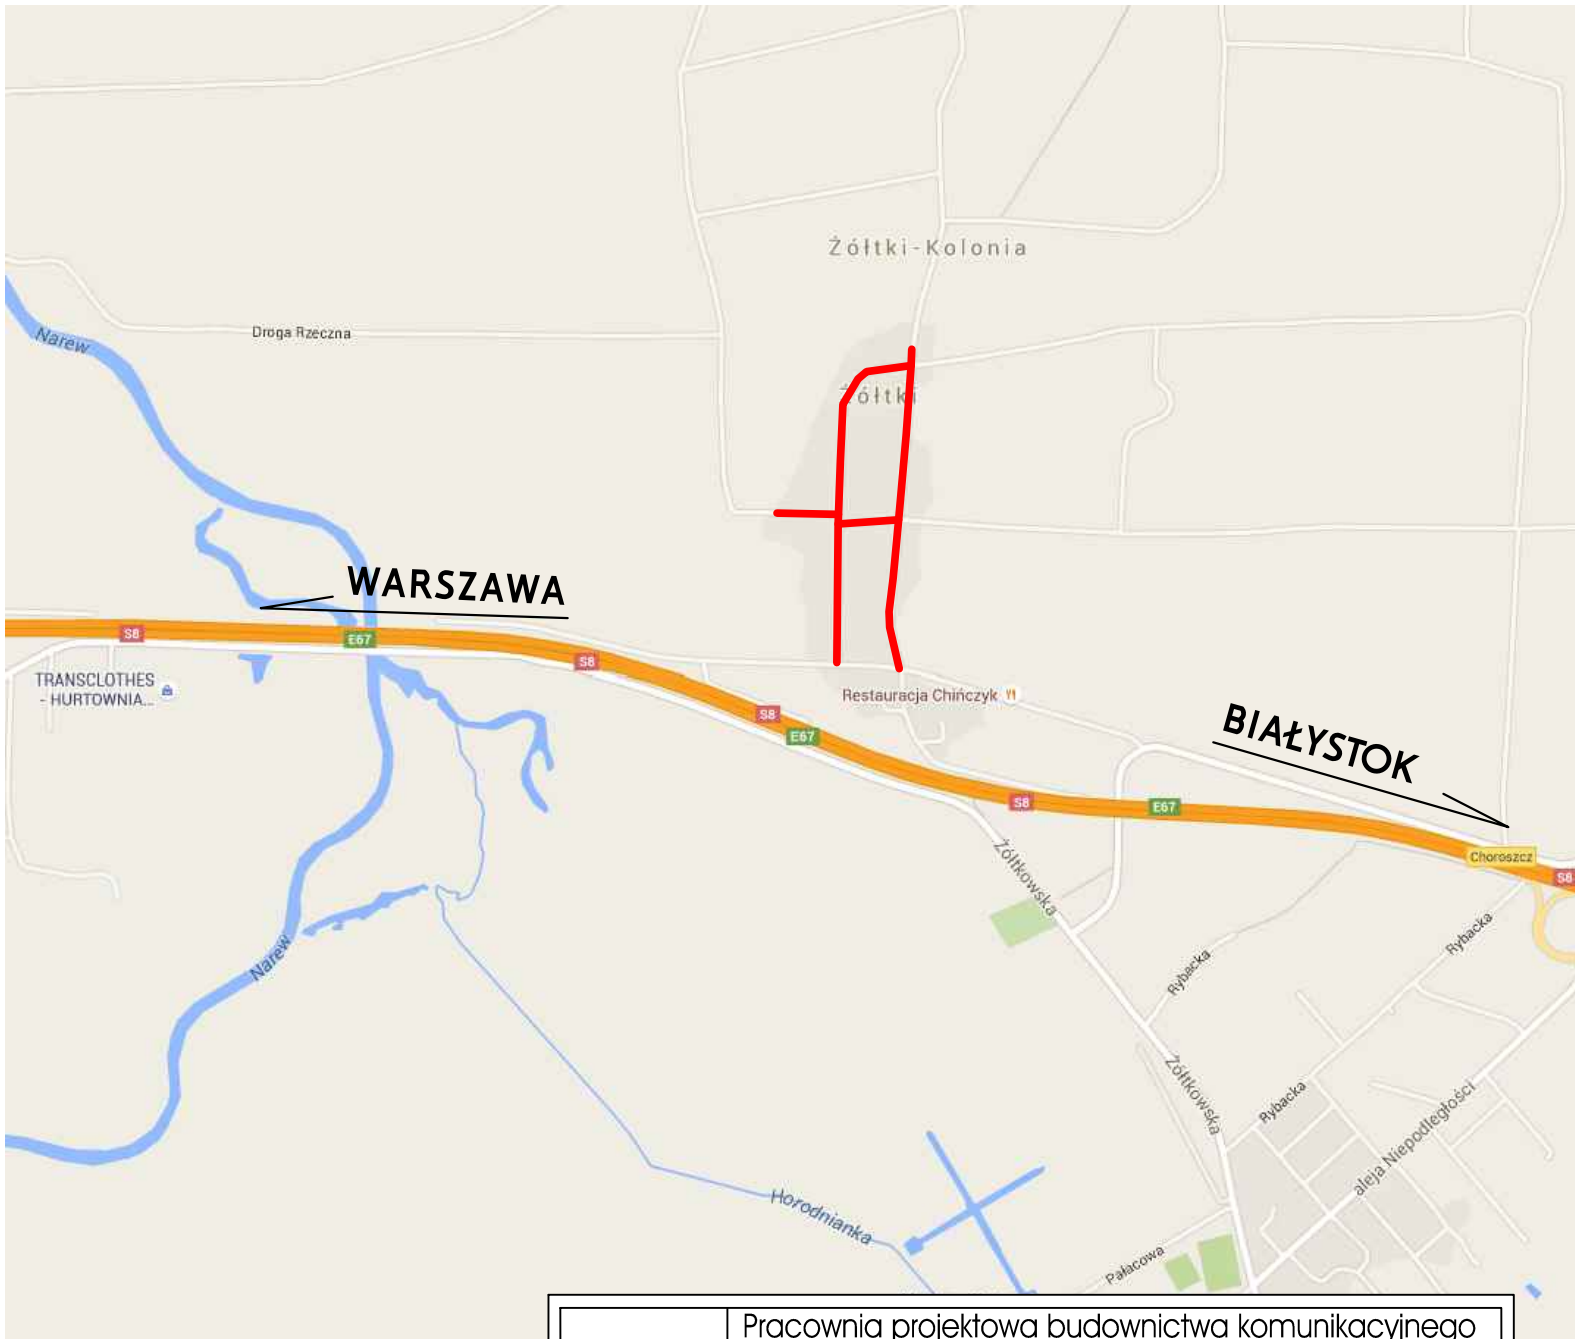 Żółtki-Kolonia
Droga Rzeczna
Narew
Żółtki
WARSZAWA
S8
E67
S8
TRANSCLOTHES
- HURTOWNIA...
Restauracja Chińczyk
S8
E67
BIAŁYSTOK
S8
E67
Żółtkowska
Choroszcz
S8
Rybacka
Narew
Rybacka
Żółtkowska
Rybacka
aleja Niepodległości
Horodnianka
Pałacowa
Pracownia projektowa budownictwa komunikacyjnego